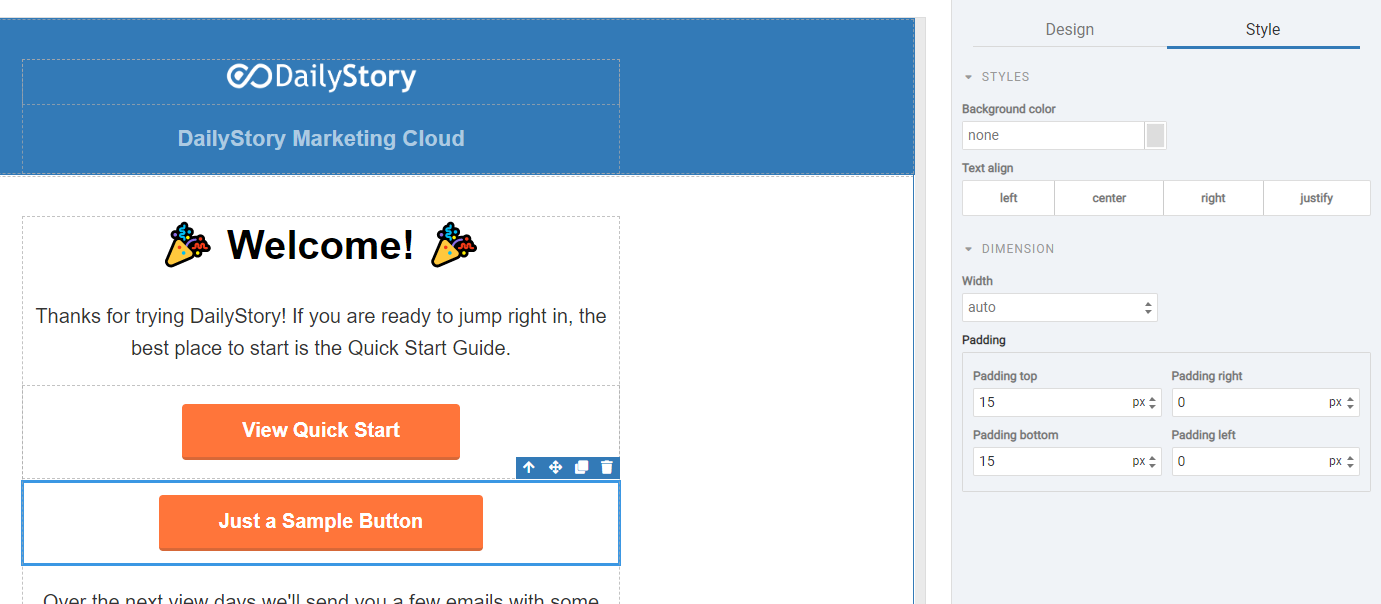 DailyStory
DailyStory Marketing Cloud
🎉 Welcome! 🎉
Thanks for trying DailyStory! If you are ready to jump right in, the
best place to start is the Quick Start Guide.
View Quick Start
Just a Sample Button
Over the next view days we'll send you a few emails with some
Design Style
STYLES
Background color
none
Text align
left center right justify
DIMENSION
Width
auto
Padding
Padding top Padding right
15 px 0 px
Padding bottom Padding left
15 px 0 px